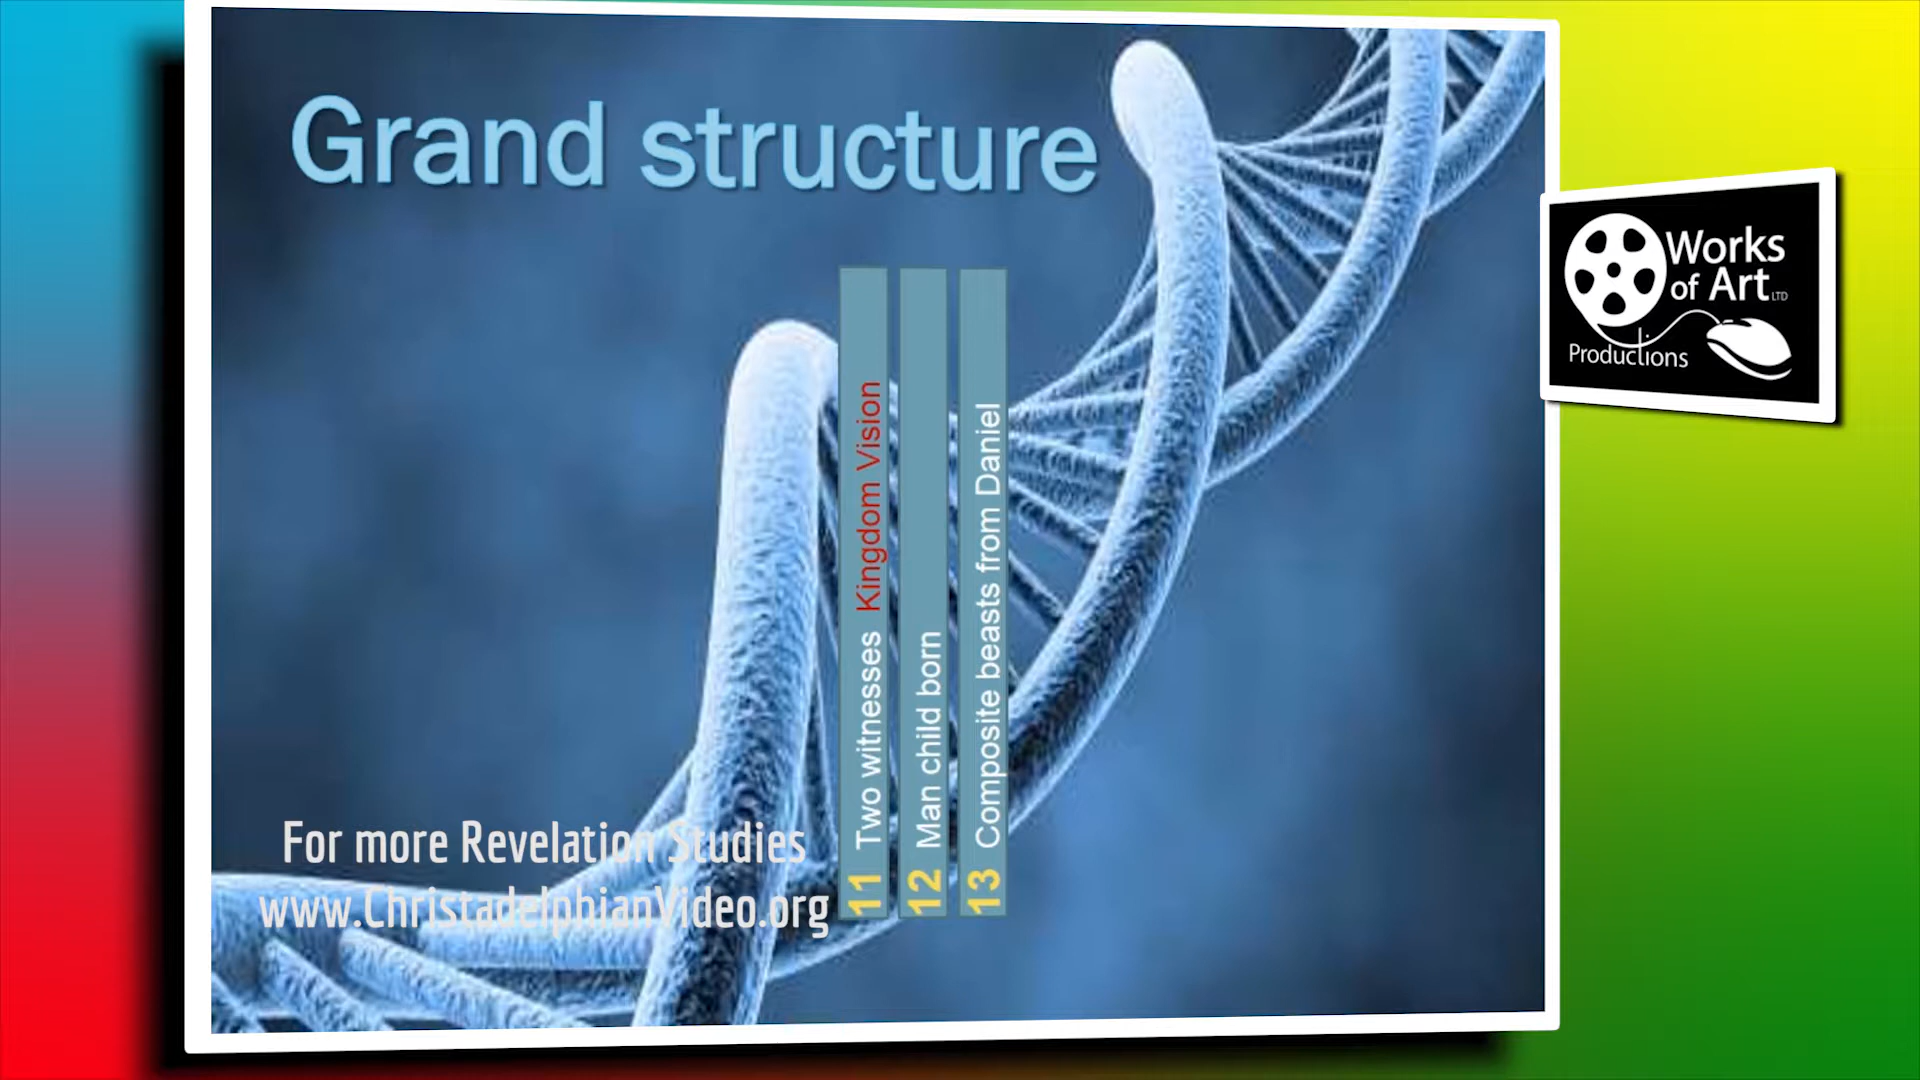 Grand structure
11 Two witnesses Kingdom Vision
12 Man child born
13 Composite beasts from Daniel
For more Revelation Studies
www.ChristadelphianVideo.org
Works
of Art LTD
Productions